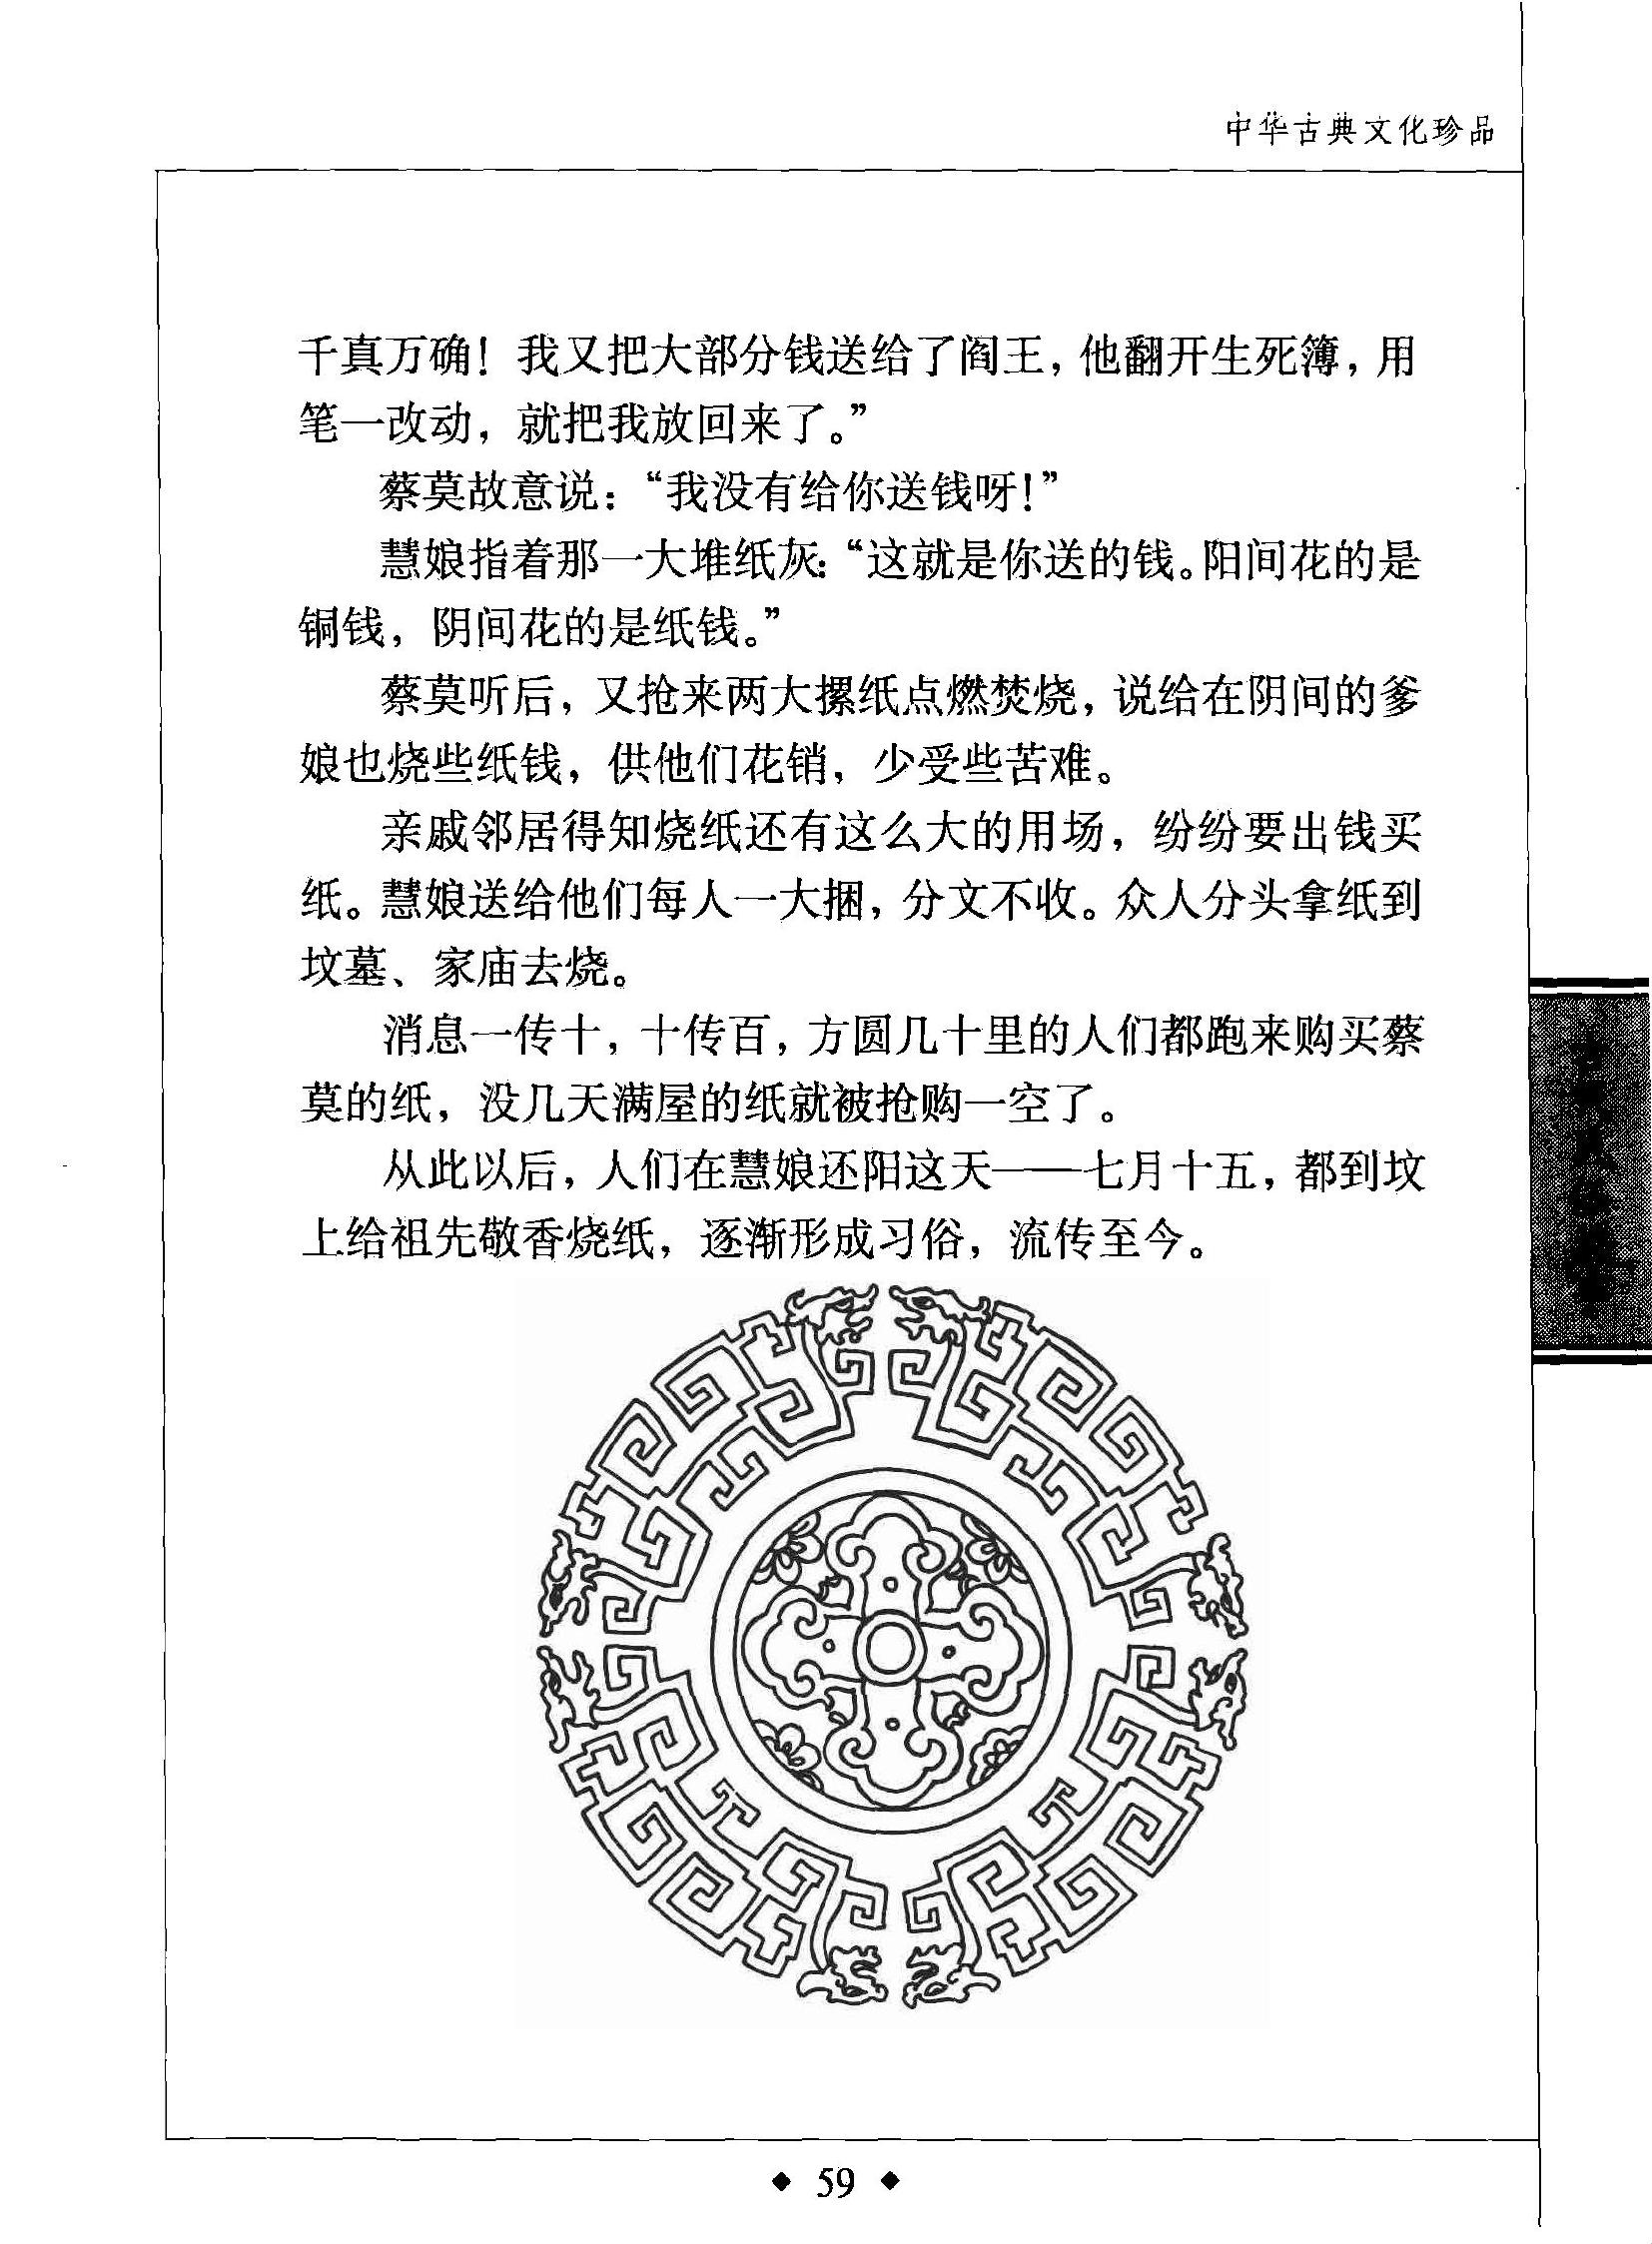 中华古典文化珍品
千真万确！我又把大部分钱送给了阎王，他翻开生死簿，用
笔一改动，就把我放回来了。”
蔡莫故意说：“我没有给你送钱呀！”
慧娘指着那一大堆纸灰：“这就是你送的钱。阳间花的是
铜钱，阴间花的是纸钱。”
蔡莫听后，又抢来两大摞纸点燃焚烧，说给在阴间的爹
娘也烧些纸钱，供他们花销，少受些苦难。
亲戚邻居得知烧纸还有这么大的用场，纷纷要出钱买
纸。慧娘送给他们每人一大捆，分文不收。众人分头拿纸到
坟墓、家庙去烧。
消息一传十，十传百，方圆几十里的人们都跑来购买蔡
莫的纸，没几天满屋的纸就被抢购一空了。
从此以后，人们在慧娘还阳这天——七月十五，都到坟
上给祖先敬香烧纸，逐渐形成习俗，流传至今。
◆ 59 ◆